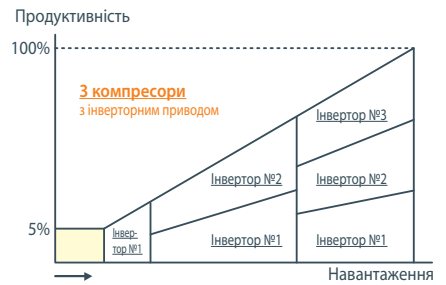 Продуктивність
100%
3 компресори
з інверторним приводом
Інвертор №3
Інвертор №2
Інвертор №2
5%
Інвер-
тор №1
Інвертор №1
Інвертор №1
Навантаження